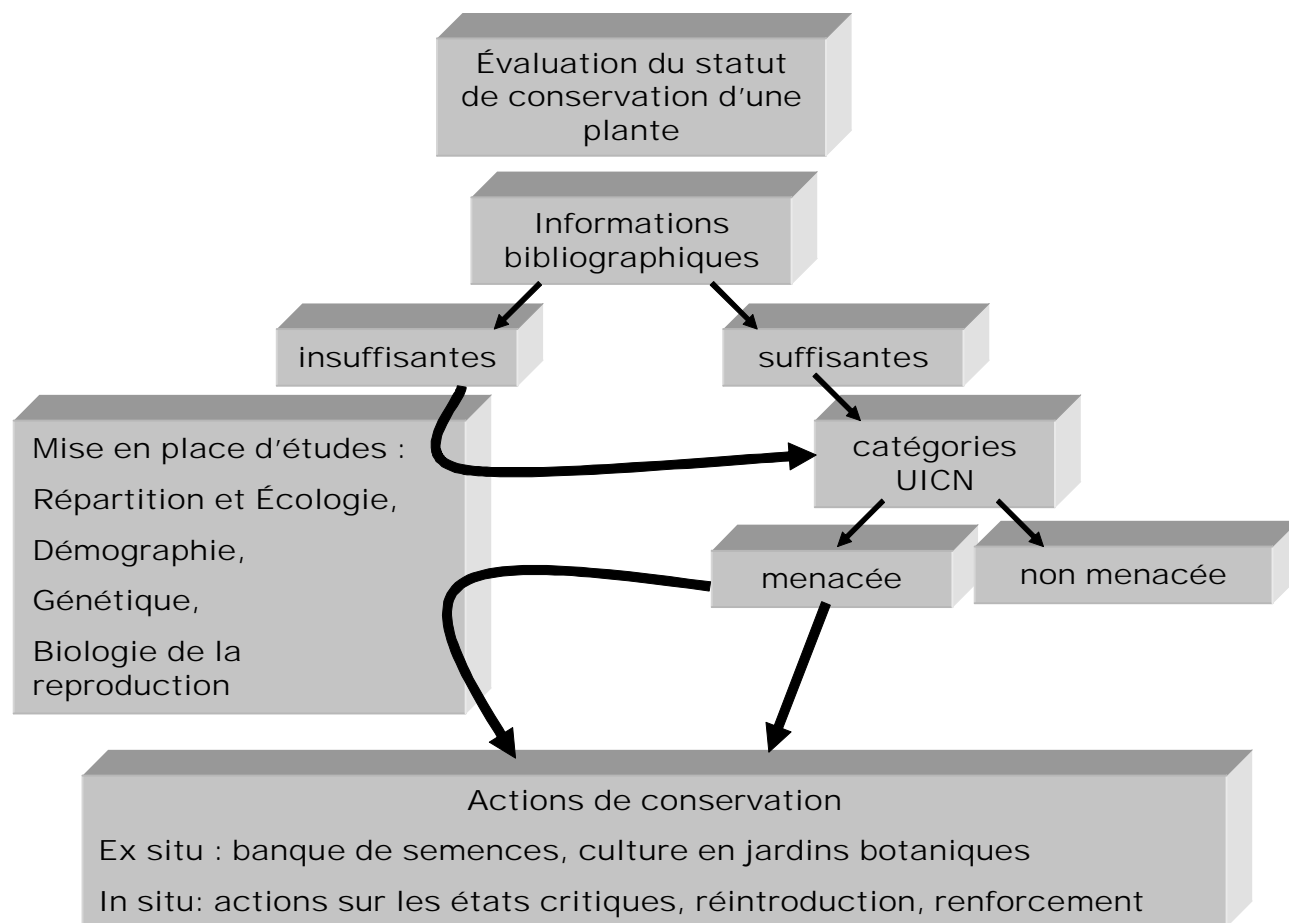 Évaluation du statut
de conservation d'une
plante
Informations
bibliographiques
insuffisantes
suffisantes
Mise en place d'études :
Répartition et Écologie,
Démographie,
Génétique,
Biologie de la
reproduction
catégories
UICN
menacée
non menacée
Actions de conservation
Ex situ : banque de semences, culture en jardins botaniques
In situ: actions sur les états critiques, réintroduction, renforcement